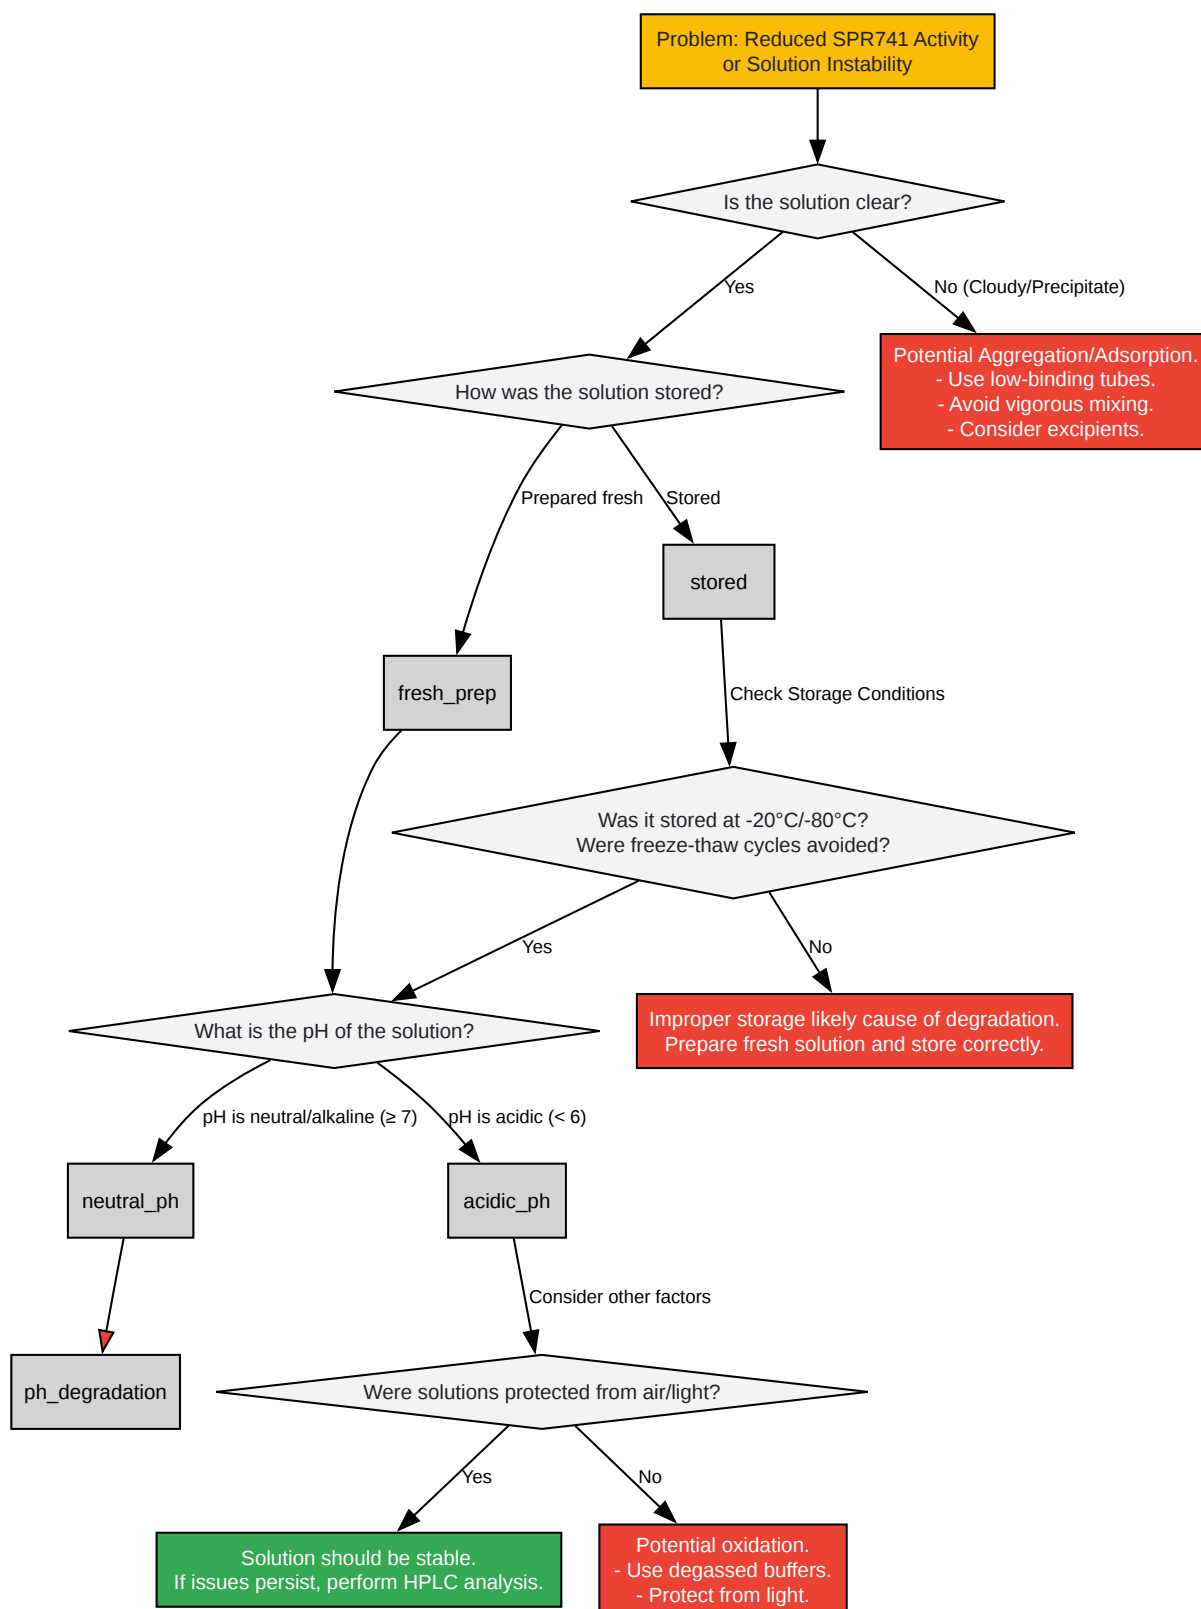 Problem: Reduced SPR741 Activity
or Solution Instability
Is the solution clear?
Yes
No (Cloudy/Precipitate)
Potential Aggregation/Adsorption.
- Use low-binding tubes.
- Avoid vigorous mixing.
- Consider excipients.
How was the solution stored?
Prepared fresh
Stored
stored
fresh_prep
Check Storage Conditions
Was it stored at -20°C/-80°C?
Were freeze-thaw cycles avoided?
Yes
No
Improper storage likely cause of degradation.
Prepare fresh solution and store correctly.
What is the pH of the solution?
pH is neutral/alkaline (≥ 7)
pH is acidic (< 6)
neutral_ph
acidic_ph
Consider other factors
ph_degradation
Were solutions protected from air/light?
Yes
No
Solution should be stable.
If issues persist, perform HPLC analysis.
Potential oxidation.
- Use degassed buffers.
- Protect from light.